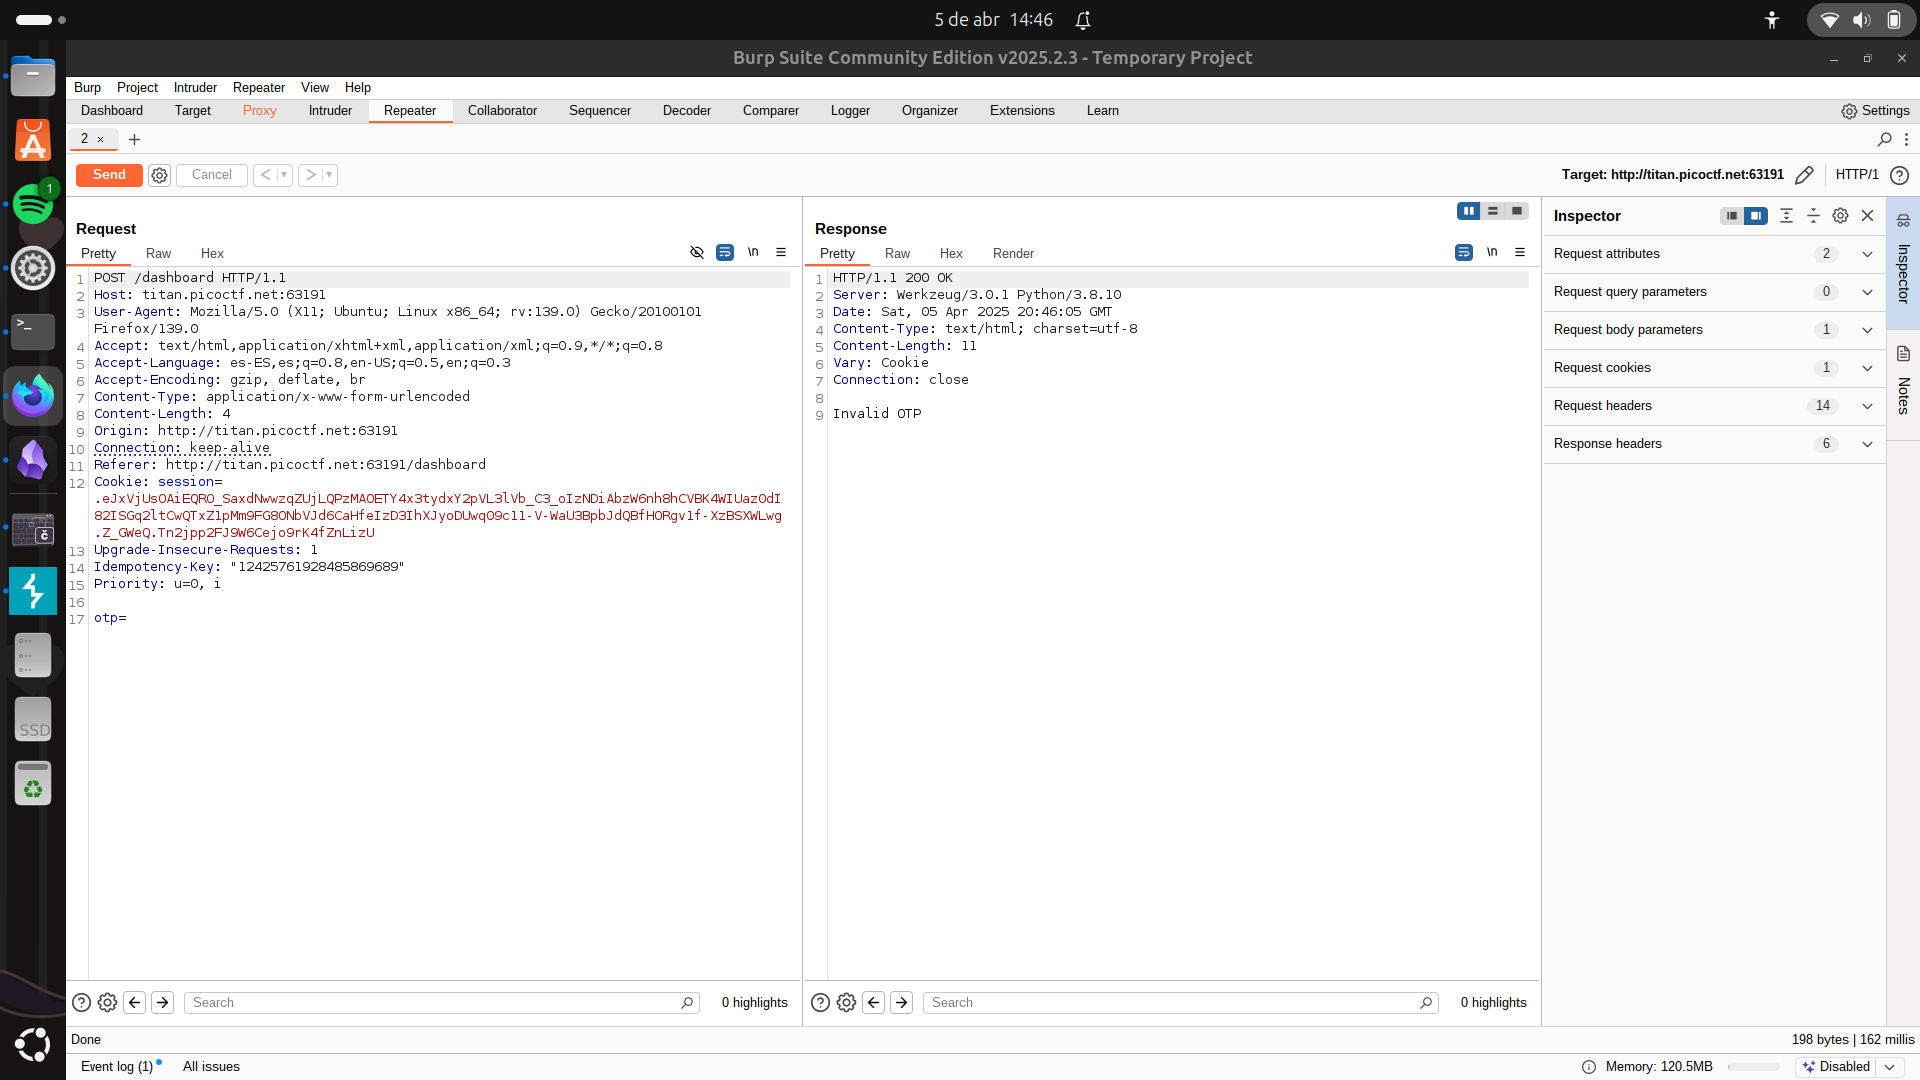 5 de abr 14:46
Burp Suite Community Edition v2025.2.3 - Temporary Project
Burp Project Intruder Repeater View Help
Dashboard Target Proxy Intruder Repeater Collaborator Sequencer Decoder Comparer Logger Organizer Extensions Learn Settings
2 × +
Send Cancel < > Target: http://titan.picoctf.net:63191 HTTP/1
Request
Pretty Raw Hex \n
1 POST /dashboard HTTP/1.1
2 Host: titan.picoctf.net:63191
3 User-Agent: Mozilla/5.0 (X11; Ubuntu; Linux x86_64; rv:139.0) Gecko/20100101
Firefox/139.0
4 Accept: text/html,application/xhtml+xml,application/xml;q=0.9,*/*;q=0.8
5 Accept-Language: es-ES,es;q=0.8,en-US;q=0.5,en;q=0.3
6 Accept-Encoding: gzip, deflate, br
7 Content-Type: application/x-www-form-urlencoded
8 Content-Length: 4
9 Origin: http://titan.picoctf.net:63191
10 Connection: keep-alive
11 Referer: http://titan.picoctf.net:63191/dashboard
12 Cookie: session=
.eJxVjUsOAiEQRO_SaxdNwwzqZUjLQPzMAOETY4x3tydxY2pVL3lVb_C3_oIzNDiAbzW6nh8hCVBK4WIUazOdI
82ISGq2ltCwQTxZ1pMm9FG8ONbVJd6CaHfeIzD3IhXJyoDUwq09c11-V-WaU3BpbJdQBfHORgv1f-XzBSXWLwg
.Z_GWeQ.Tn2jpp2FJ9W6Cejo9rK4fZnLizU
13 Upgrade-Insecure-Requests: 1
14 Idempotency-Key: "12425761928485869689"
15 Priority: u=0, i
16
17 otp=
Search 0 highlights
Response
Pretty Raw Hex Render \n
1 HTTP/1.1 200 OK
2 Server: Werkzeug/3.0.1 Python/3.8.10
3 Date: Sat, 05 Apr 2025 20:46:05 GMT
4 Content-Type: text/html; charset=utf-8
5 Content-Length: 11
6 Vary: Cookie
7 Connection: close
8
9 Invalid OTP
Search 0 highlights
Inspector
Request attributes 2
Request query parameters 0
Request body parameters 1
Request cookies 1
Request headers 14
Response headers 6
Inspector
Notes
Done 198 bytes | 162 millis
Event log (1) All issues Memory: 120.5MB Disabled
1
>_
č
SSD